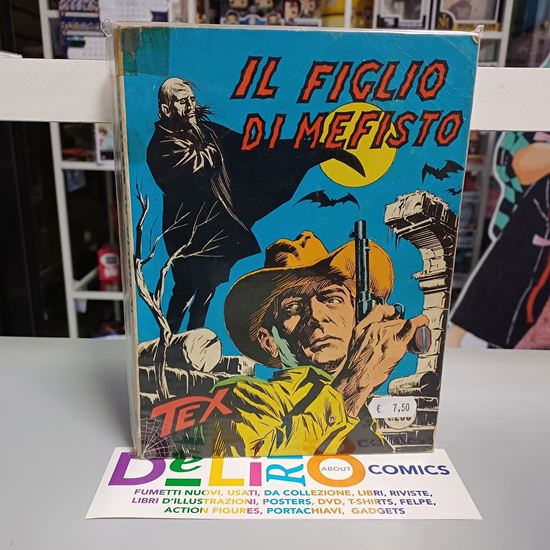 IL FIGLIO
DI MEFISTO
TEX
€ 7,50
DeLiRiO
ABOUT
COMICS
FUMETTI NUOVI, USATI, DA COLLEZIONE, LIBRI, RIVISTE,
LIBRI D'ILLUSTRAZIONI, POSTERS, DVD, T-SHIRTS, FELPE,
ACTION FIGURES, PORTACHIAVI, GADGETS